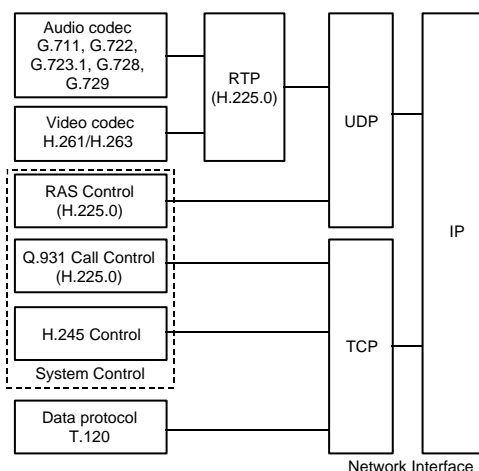 Audio codec
G.711, G.722,
G.723.1, G.728,
G.729
RTP
(H.225.0)
Video codec
H.261/H.263
UDP
RAS Control
(H.225.0)
IP
Q.931 Call Control
(H.225.0)
H.245 Control
TCP
System Control
Data protocol
T.120
Network Interface